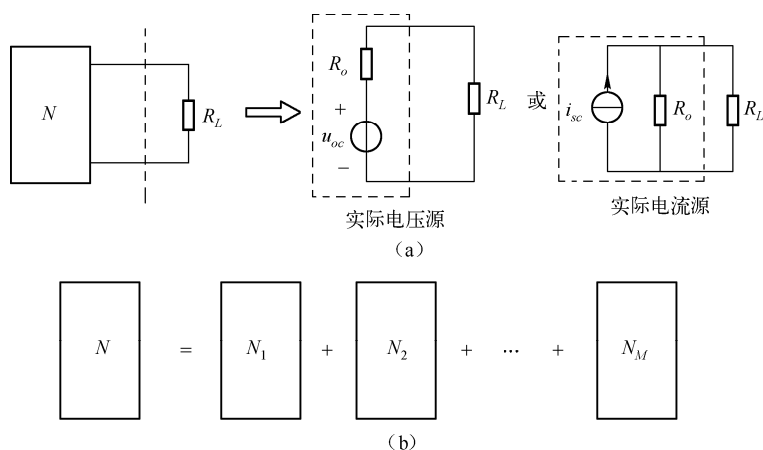 N
R_L
R_o
+
u_oc
−
R_L
或
i_sc
R_o
R_L
实际电压源
实际电流源
（a）
N = N_1 + N_2 + … + N_M
（b）